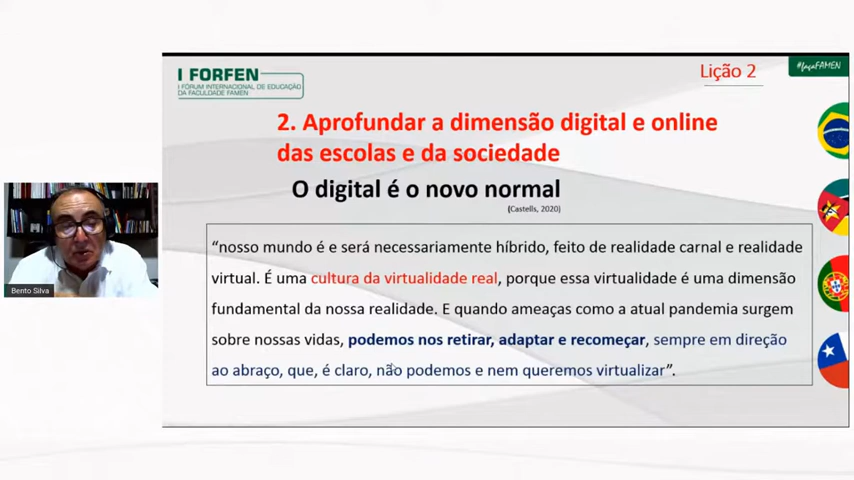 I FORFEN
I FÓRUM INTERNACIONAL DE EDUCAÇÃO
DA FACULDADE FAMEN
Lição 2
#façaFAMEN
2. Aprofundar a dimensão digital e online
das escolas e da sociedade
O digital é o novo normal
(Castells, 2020)
“nosso mundo é e será necessariamente híbrido, feito de realidade carnal e realidade
virtual. É uma cultura da virtualidade real, porque essa virtualidade é uma dimensão
fundamental da nossa realidade. E quando ameaças como a atual pandemia surgem
sobre nossas vidas, podemos nos retirar, adaptar e recomeçar, sempre em direção
ao abraço, que, é claro, não podemos e nem queremos virtualizar”.
Bento Silva